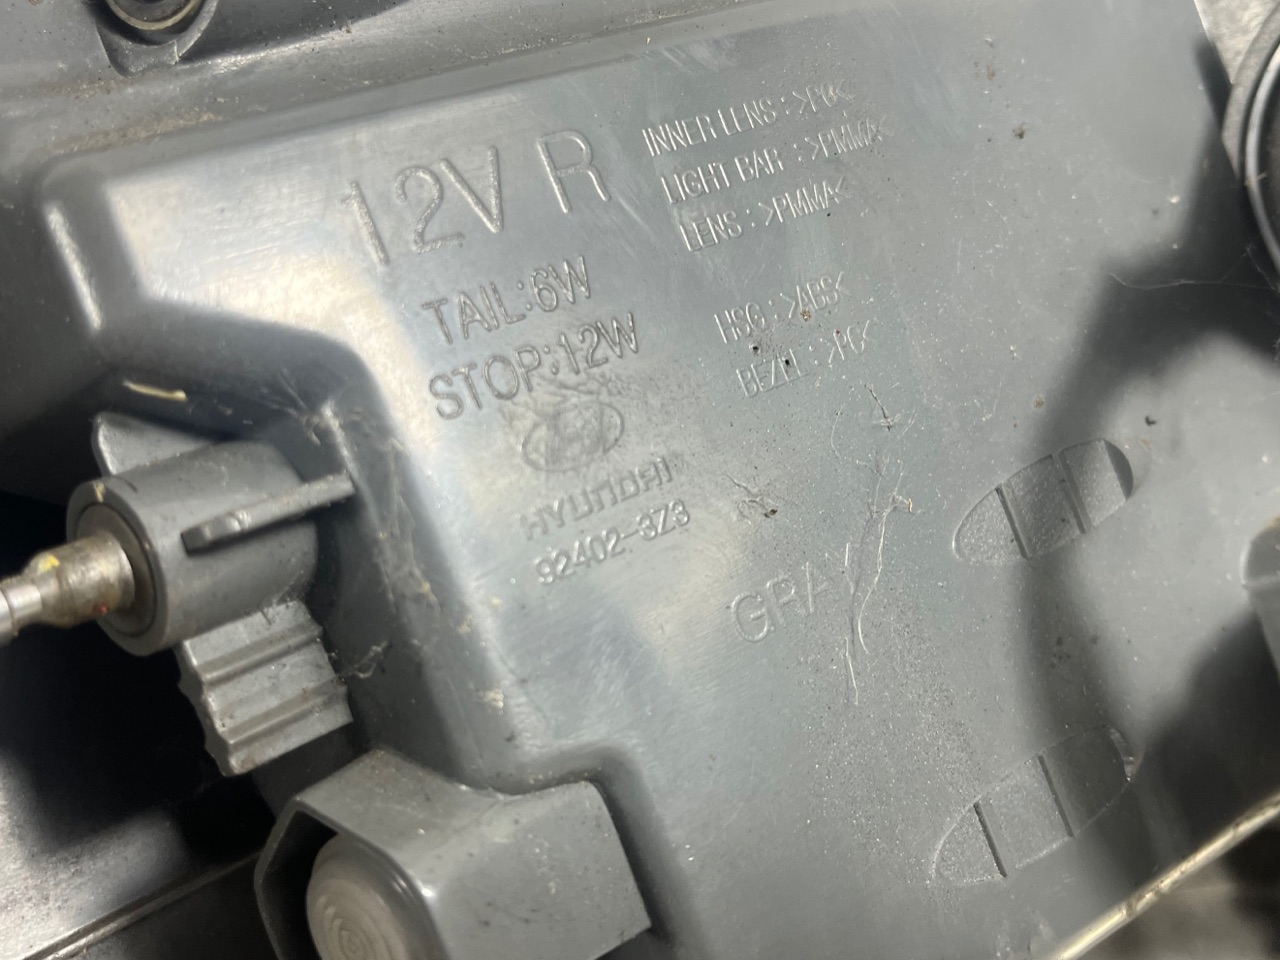 12V R
TAIL:6W
STOP:12W
HYUNDAI
92402-3Z3
INNER LENS : >PC<
LIGHT BAR : >PMMA<
LENS : >PMMA<
HSG : >ABS<
BEZEL : >PC<
GRAY